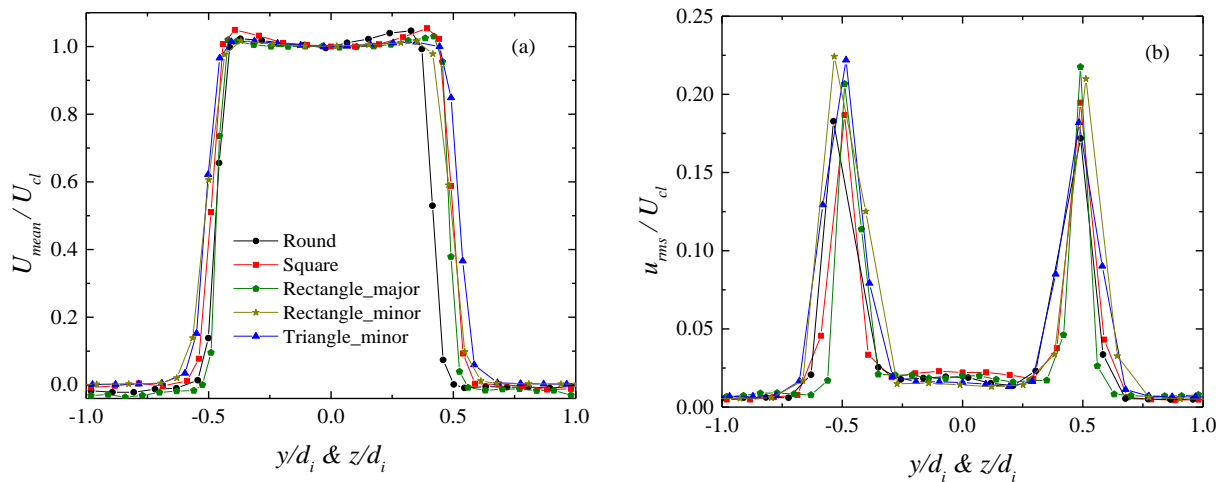 (a)
1.0
0.8
0.6
0.4
0.2
0.0
U_mean / U_cl
Round
Square
Rectangle_major
Rectangle_minor
Triangle_minor
-1.0 -0.5 0.0 0.5 1.0
y/d_i & z/d_i
(b)
0.25
0.20
0.15
0.10
0.05
0.00
u_rms / U_cl
-1.0 -0.5 0.0 0.5 1.0
y/d_i & z/d_i